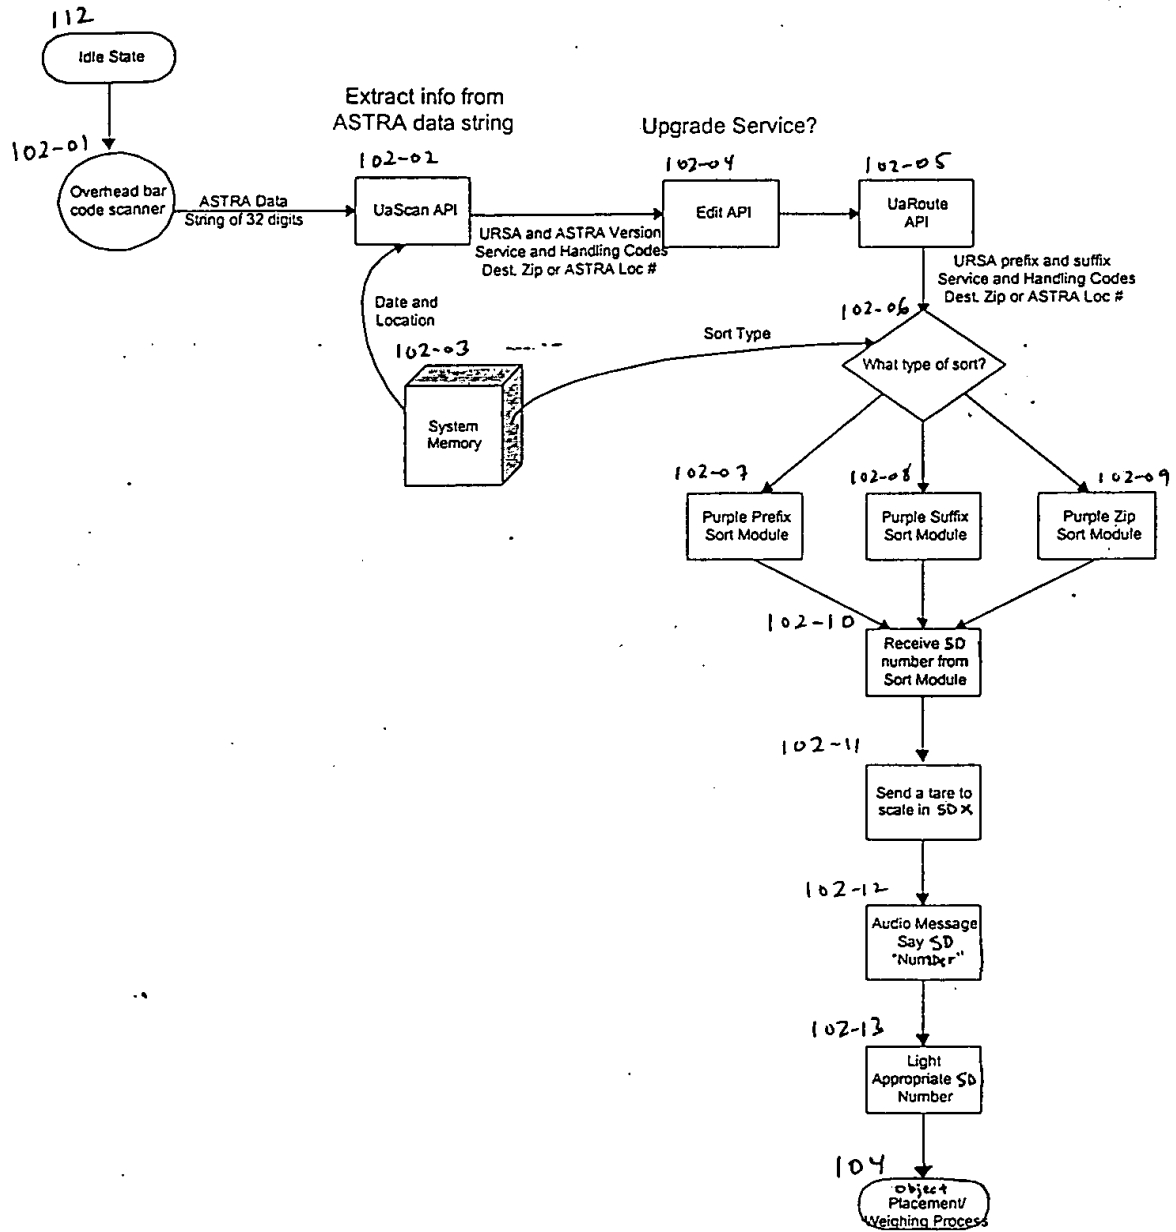 112
Idle State
Extract info from
ASTRA data string
Upgrade Service?
102-01
102-02
102-04
102-05
Overhead bar
code scanner
ASTRA Data
String of 32 digits
UaScan API
URSA and ASTRA Version
Service and Handling Codes
Dest. Zip or ASTRA Loc #
Edit API
UaRoute
API
URSA prefix and suffix
Service and Handling Codes
Dest. Zip or ASTRA Loc #
Date and
Location
102-03
System
Memory
Sort Type
102-06
What type of sort?
102-07
102-08
102-09
Purple Prefix
Sort Module
Purple Suffix
Sort Module
Purple Zip
Sort Module
102-10
Receive SD
number from
Sort Module
102-11
Send a tare to
scale in SDX
102-12
Audio Message
Say SD
"Number"
102-13
Light
Appropriate SD
Number
104
Object
Placement/
Weighing Process